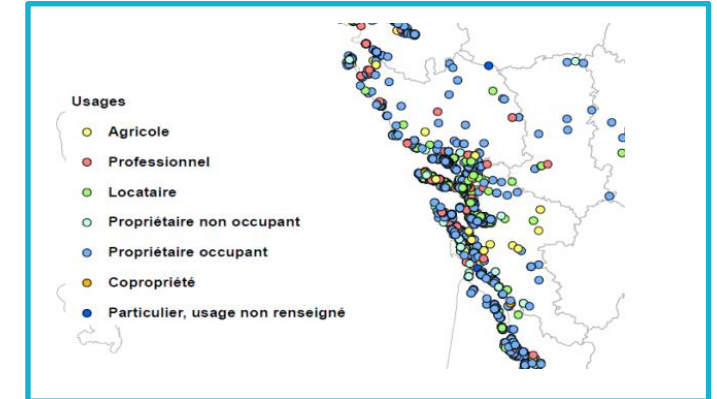 Usages
Agricole
Professionnel
Locataire
Propriétaire non occupant
Propriétaire occupant
Copropriété
Particulier, usage non renseigné